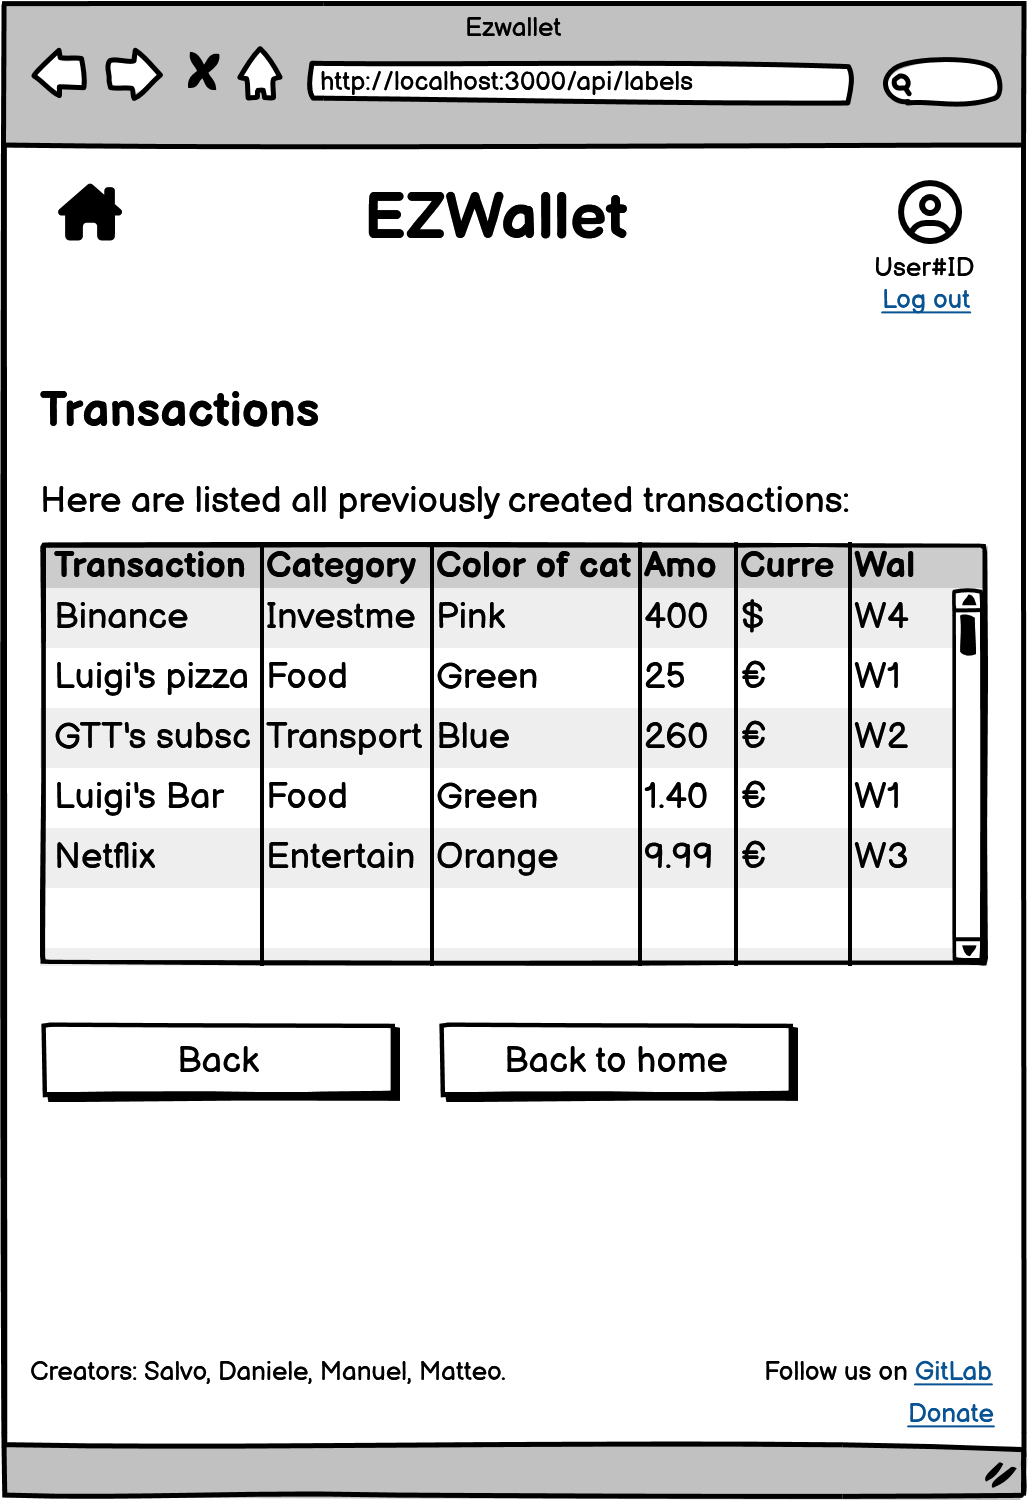 Ezwallet
http://localhost:3000/api/labels
EZWallet
User#ID
Log out
Transactions
Here are listed all previously created transactions:
Transaction Category Color of cat Amo Curre Wal
Binance Investme Pink 400 $ W4
Luigi's pizza Food Green 25 € W1
GTT's subsc Transport Blue 260 € W2
Luigi's Bar Food Green 1.40 € W1
Netflix Entertain Orange 9.99 € W3
Back Back to home
Creators: Salvo, Daniele, Manuel, Matteo. Follow us on GitLab
Donate